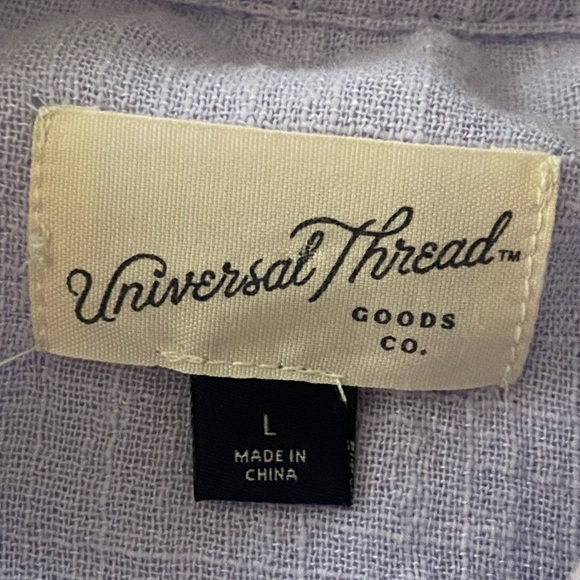 Universal Thread™
GOODS
CO.
L
MADE IN
CHINA